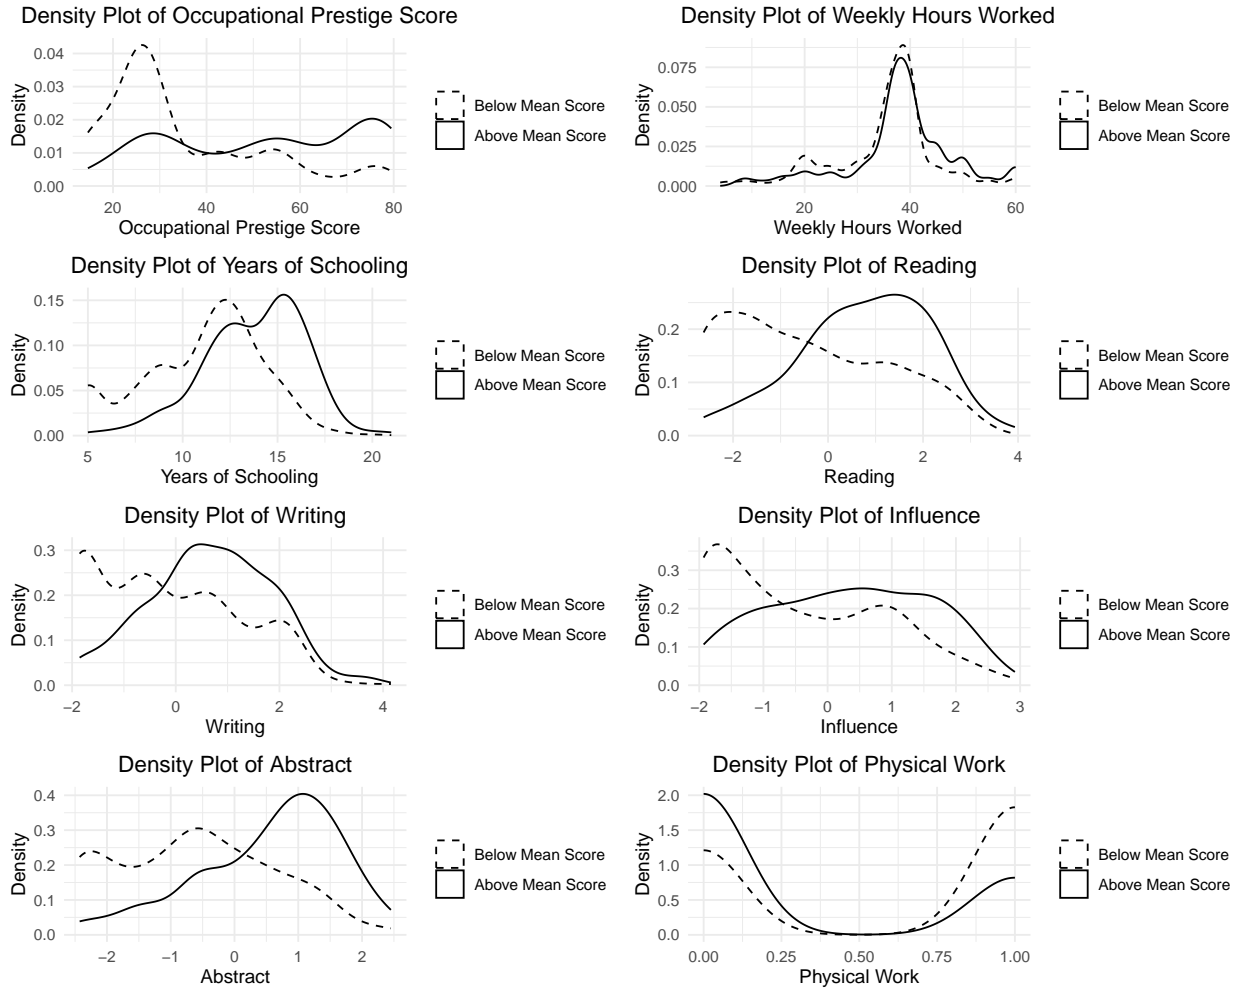 Density Plot of Occupational Prestige Score
0.04
0.03
0.02
0.01
0.00
Density
20 40 60 80
Occupational Prestige Score
Below Mean Score
Above Mean Score
Density Plot of Weekly Hours Worked
0.075
0.050
0.025
0.000
Density
20 40 60
Weekly Hours Worked
Below Mean Score
Above Mean Score
Density Plot of Years of Schooling
0.15
0.10
0.05
0.00
Density
5 10 15 20
Years of Schooling
Below Mean Score
Above Mean Score
Density Plot of Reading
0.2
0.1
0.0
Density
−2 0 2 4
Reading
Below Mean Score
Above Mean Score
Density Plot of Writing
0.3
0.2
0.1
0.0
Density
−2 0 2 4
Writing
Below Mean Score
Above Mean Score
Density Plot of Influence
0.3
0.2
0.1
0.0
Density
−2 −1 0 1 2 3
Influence
Below Mean Score
Above Mean Score
Density Plot of Abstract
0.4
0.3
0.2
0.1
0.0
Density
−2 −1 0 1 2
Abstract
Below Mean Score
Above Mean Score
Density Plot of Physical Work
2.0
1.5
1.0
0.5
0.0
Density
0.00 0.25 0.50 0.75 1.00
Physical Work
Below Mean Score
Above Mean Score